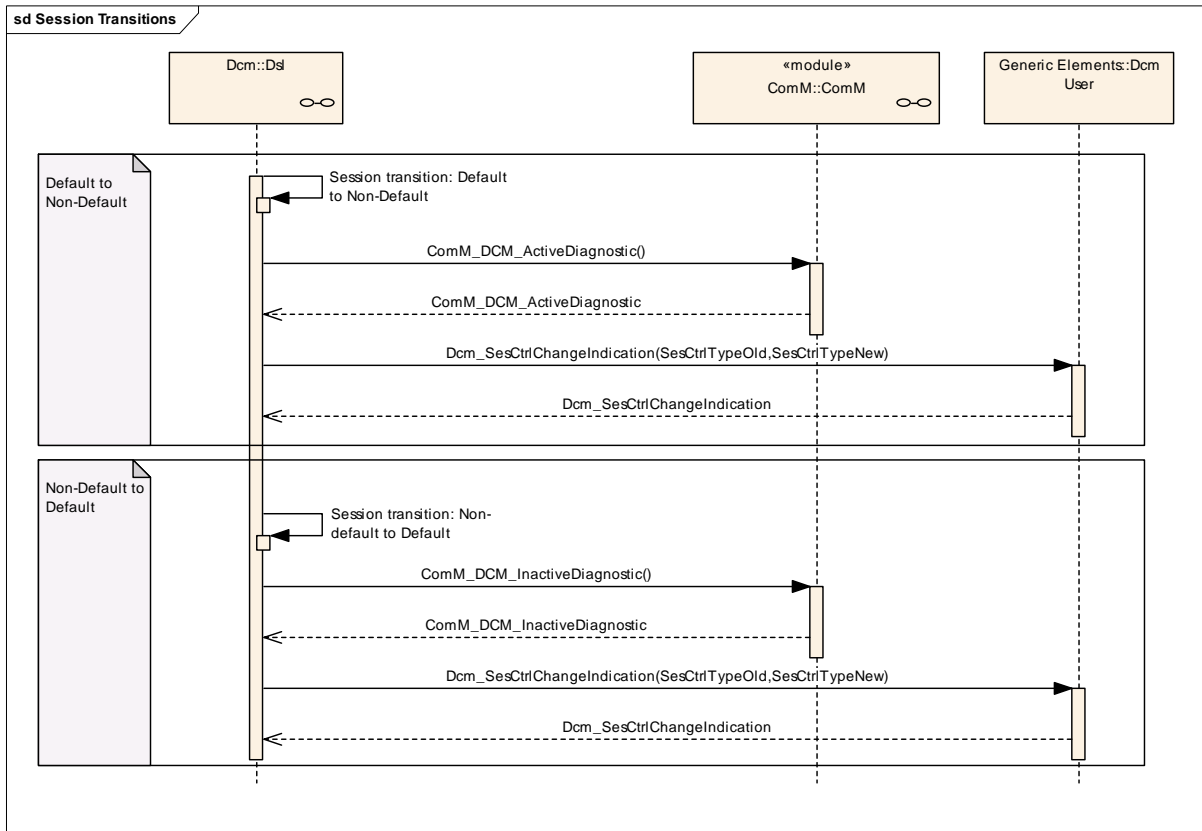 sd Session Transitions
Dcm::Dsl
«module»
ComM::ComM
Generic Elements::Dcm
User
Default to
Non-Default
Session transition: Default
to Non-Default
ComM_DCM_ActiveDiagnostic()
ComM_DCM_ActiveDiagnostic
Dcm_SesCtrlChangeIndication(SesCtrlTypeOld,SesCtrlTypeNew)
Dcm_SesCtrlChangeIndication
Non-Default to
Default
Session transition: Non-
default to Default
ComM_DCM_InactiveDiagnostic()
ComM_DCM_InactiveDiagnostic
Dcm_SesCtrlChangeIndication(SesCtrlTypeOld,SesCtrlTypeNew)
Dcm_SesCtrlChangeIndication